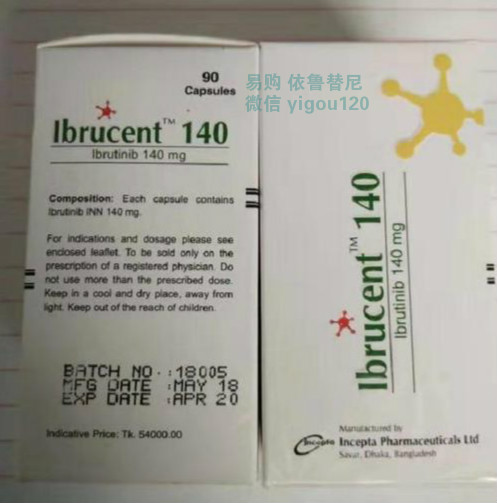 90
Capsules
易购 依鲁替尼
微信 yigou120
Ibrucent™ 140
Ibrutinib 140 mg
Composition: Each capsule contains
Ibrutinib INN 140 mg.
For indications and dosage please see
enclosed leaflet. To be sold only on the
prescription of a registered physician. Do
not use more than the prescribed dose.
Keep in a cool and dry place, away from
light. Keep out of the reach of children.
BATCH NO.:18005
MFG DATE :MAY 18
EXP DATE :APR 20
Indicative Price: Tk. 54000.00
Ibrucent™ 140
Ibrutinib 140 mg
Manufactured by
Incepta Incepta Pharmaceuticals Ltd
Savar, Dhaka, Bangladesh